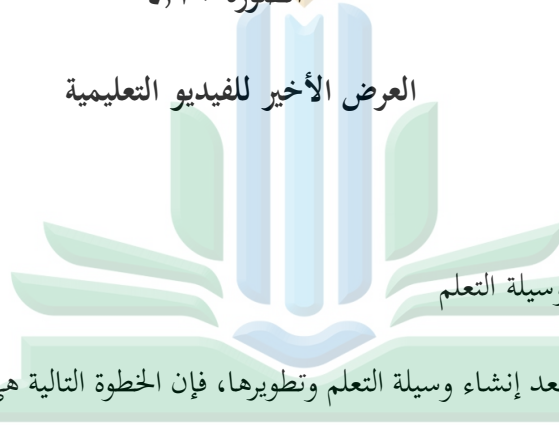 العرض الأخير للفيديو التعليمية
وسيلة التعلم
بعد إنشاء وسيلة التعلم وتطويرها، فإن الخطوة التالية هي